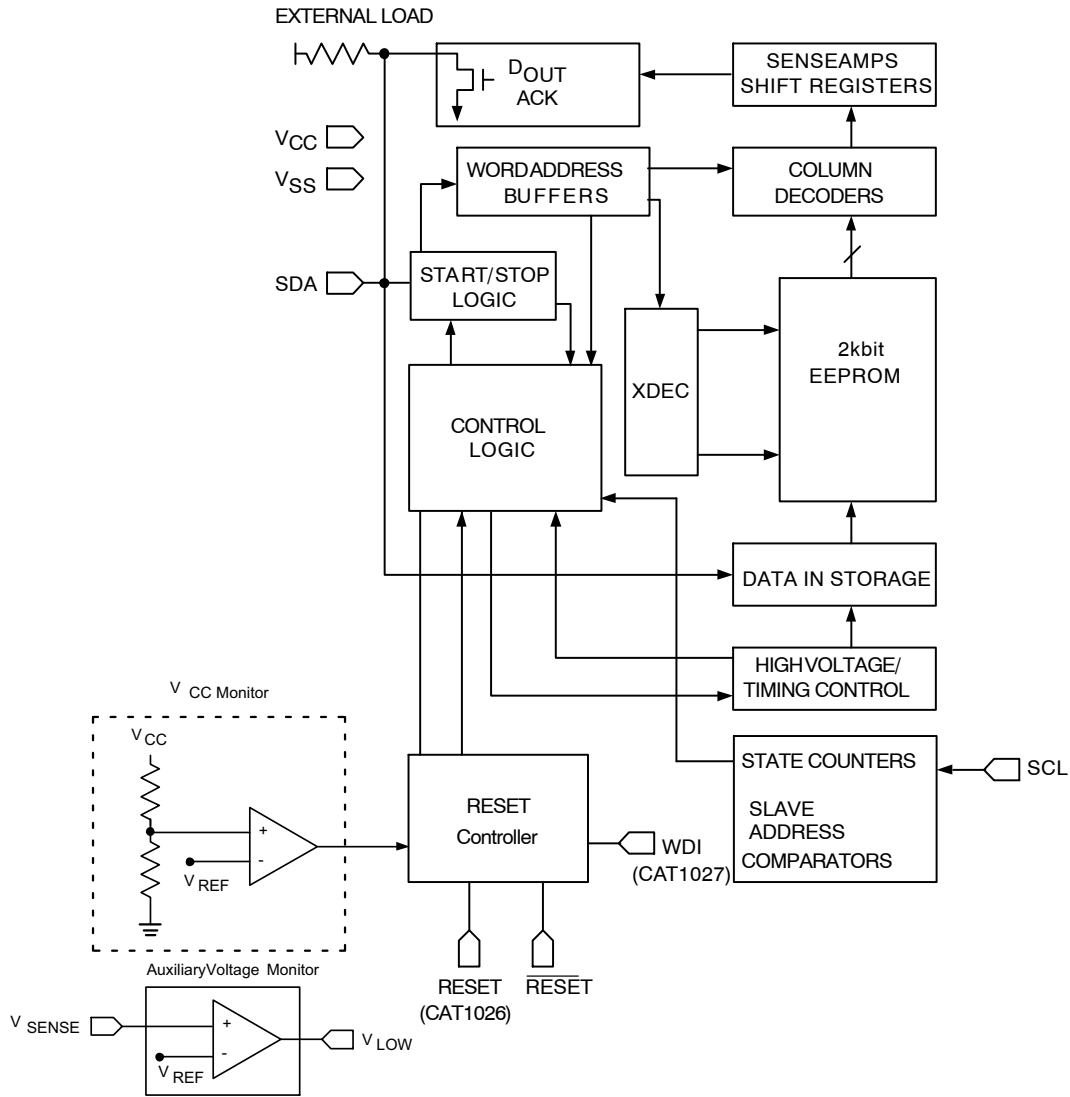 EXTERNAL LOAD
DOUT
ACK
SENSEAMPS
SHIFT REGISTERS
VCC
VSS
WORDADDRESS
BUFFERS
COLUMN
DECODERS
SDA
START/STOP
LOGIC
2kbit
EEPROM
XDEC
CONTROL
LOGIC
DATA IN STORAGE
HIGHVOLTAGE/
TIMING CONTROL
V CC Monitor
VCC
+
-
VREF
RESET
Controller
WDI
(CAT1027)
STATE COUNTERS
SLAVE
ADDRESS
COMPARATORS
SCL
RESET
(CAT1026)
RESET
AuxiliaryVoltage Monitor
V SENSE
+
-
VREF
V LOW